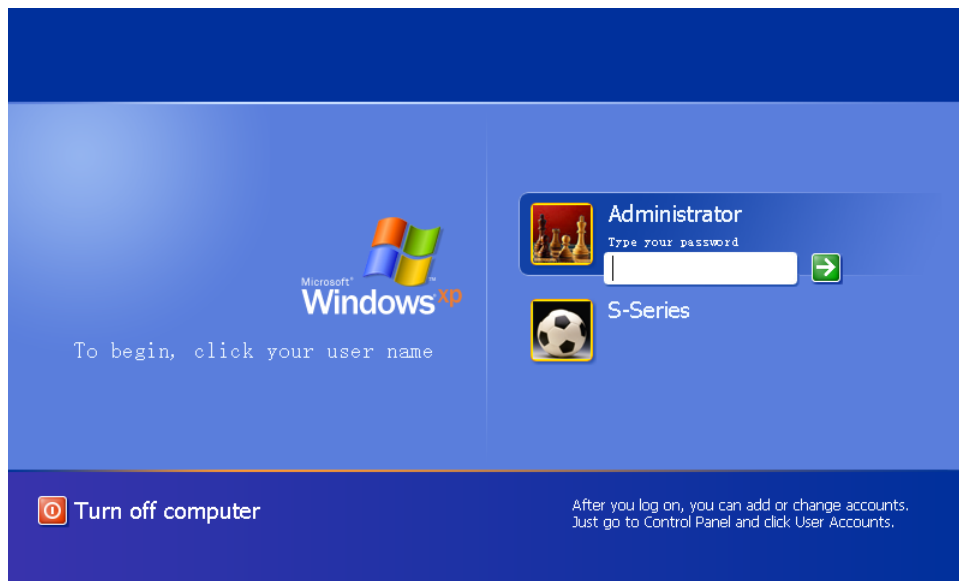 Microsoft®
Windows xp
To begin, click your user name
Administrator
Type your password
S-Series
Turn off computer
After you log on, you can add or change accounts.
Just go to Control Panel and click User Accounts.